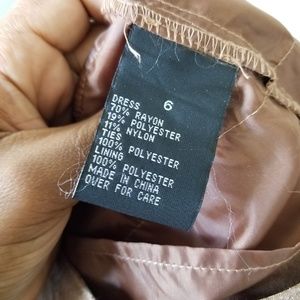 6
DRESS
70% RAYON
19% POLYESTER
11% NYLON
TIES
100% POLYESTER
LINING
100% POLYESTER
MADE IN CHINA
OVER FOR CARE